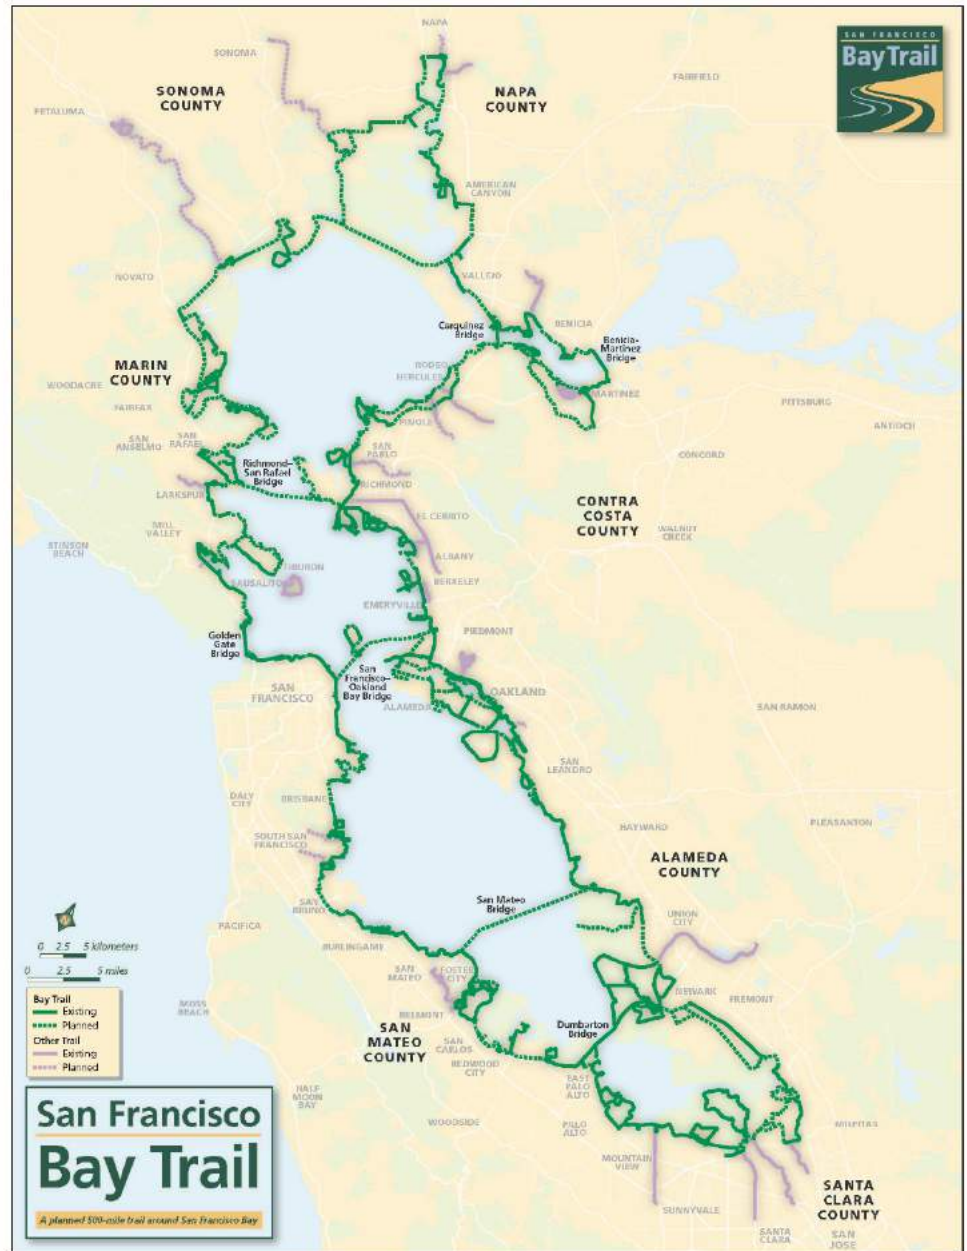 NAPA
SAN FRANCISCO
Bay Trail
SONOMA
FAIRFIELD
SONOMA
COUNTY
NAPA
COUNTY
PETALUMA
AMERICAN
CANYON
NOVATO
VALLEJO
Carquinez
Bridge
BENICIA
Benicia-
Martinez
Bridge
MARIN
COUNTY
RODEO
HERCULES
WOODACRE
MARTINEZ
FAIRFAX
PITTSBURG
PINOLE
ANTIOCH
SAN
ANSELMO
SAN
RAFAEL
SAN
PABLO
CONCORD
Richmond–
San Rafael
Bridge
RICHMOND
LARKSPUR
CONTRA
COSTA
COUNTY
EL CERRITO
MILL
VALLEY
WALNUT
CREEK
STINSON
BEACH
ALBANY
TIBURON
BERKELEY
SAUSALITO
EMERYVILLE
PIEDMONT
Golden
Gate
Bridge
San
Francisco–
Oakland
Bay Bridge
SAN
FRANCISCO
OAKLAND
ALAMEDA
SAN RAMON
SAN
LEANDRO
DALY
CITY
BRISBANE
PLEASANTON
HAYWARD
SOUTH SAN
FRANCISCO
ALAMEDA
COUNTY
SAN
BRUNO
San Mateo
Bridge
UNION
CITY
PACIFICA
0 2.5 5 kilometers
BURLINGAME
0 2.5 5 miles
SAN
MATEO
FOSTER
CITY
NEWARK
FREMONT
Bay Trail
Existing
Planned
Other Trail
Existing
Planned
MOSS
BEACH
BELMONT
Dumbarton
Bridge
SAN
MATEO
COUNTY
SAN
CARLOS
REDWOOD
CITY
HALF
MOON
BAY
EAST
PALO
ALTO
WOODSIDE
PALO
ALTO
MILPITAS
San Francisco
Bay Trail
A planned 500-mile trail around San Francisco Bay
MOUNTAIN
VIEW
SANTA
CLARA
COUNTY
SUNNYVALE
SANTA
CLARA
SAN
JOSE